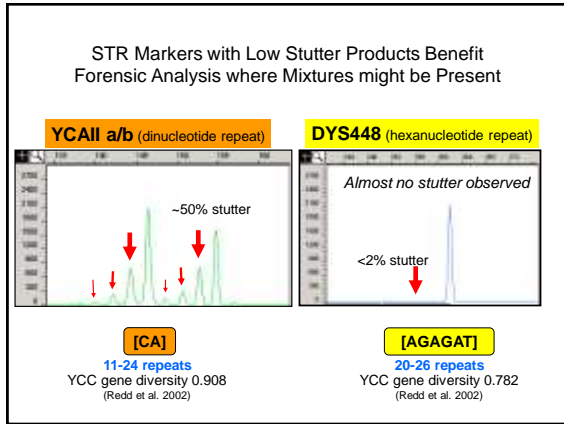 STR Markers with Low Stutter Products Benefit
Forensic Analysis where Mixtures might be Present
YCAII a/b (dinucleotide repeat)
~50% stutter
[CA]
11-24 repeats
YCC gene diversity 0.908
(Redd et al. 2002)
DYS448 (hexanucleotide repeat)
Almost no stutter observed
<2% stutter
[AGAGAT]
20-26 repeats
YCC gene diversity 0.782
(Redd et al. 2002)